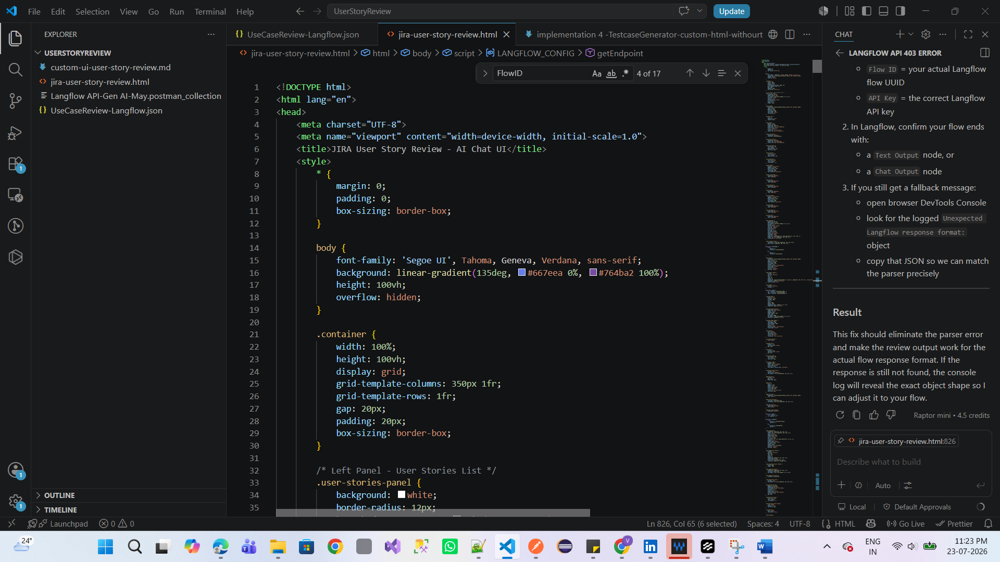 File Edit Selection View Go Run Terminal Help
UserStoryReview
Update
EXPLORER
USERSTORYREVIEW
custom-ui-user-story-review.md
jira-user-story-review.html
Langflow API-Gen AI-May.postman_collection
{} UseCaseReview-Langflow.json
OUTLINE
TIMELINE
{} UseCaseReview-Langflow.json
jira-user-story-review.html
implementation 4 -TestcaseGenerator-custom-html-withourt
jira-user-story-review.html > html > body > script > LANGFLOW_CONFIG > getEndpoint
FlowID
Aa ab .* 4 of 17
1 <!DOCTYPE html>
2 <html lang="en">
3 <head>
4 <meta charset="UTF-8">
5 <meta name="viewport" content="width=device-width, initial-scale=1.0">
6 <title>JIRA User Story Review - AI Chat UI</title>
7 <style>
8 * {
9 margin: 0;
10 padding: 0;
11 box-sizing: border-box;
12 }
13
14 body {
15 font-family: 'Segoe UI', Tahoma, Geneva, Verdana, sans-serif;
16 background: linear-gradient(135deg, #667eea 0%, #764ba2 100%);
17 height: 100vh;
18 overflow: hidden;
19 }
20
21 .container {
22 width: 100%;
23 height: 100vh;
24 display: grid;
25 grid-template-columns: 350px 1fr;
26 grid-template-rows: 1fr;
27 gap: 20px;
28 padding: 20px;
29 box-sizing: border-box;
30 }
31
32 /* Left Panel - User Stories List */
33 .user-stories-panel {
34 background: white;
35 border-radius: 12px;
CHAT
LANGFLOW API 403 ERROR
Flow ID = your actual Langflow
flow UUID
API Key = the correct Langflow
API key
2. In Langflow, confirm your flow ends
with:
a Text Output node, or
a Chat Output node
3. If you still get a fallback message:
open browser DevTools Console
look for the logged Unexpected
Langflow response format:
object
copy that JSON so we can match
the parser precisely
Result
This fix should eliminate the parser error
and make the review output work for the
actual flow response format. If the
response is still not found, the console
log will reveal the exact object shape so I
can adjust it to your flow.
Raptor mini • 4.5 credits
jira-user-story-review.html:826
Describe what to build
Auto
Local
Default Approvals
1
1
1
Launchpad
0
0
Ln 826, Col 65 (6 selected)
Spaces: 4
UTF-8
{} HTML
Go Live
Prettier
24°
V
ENG
IN
11:23 PM
23-07-2026